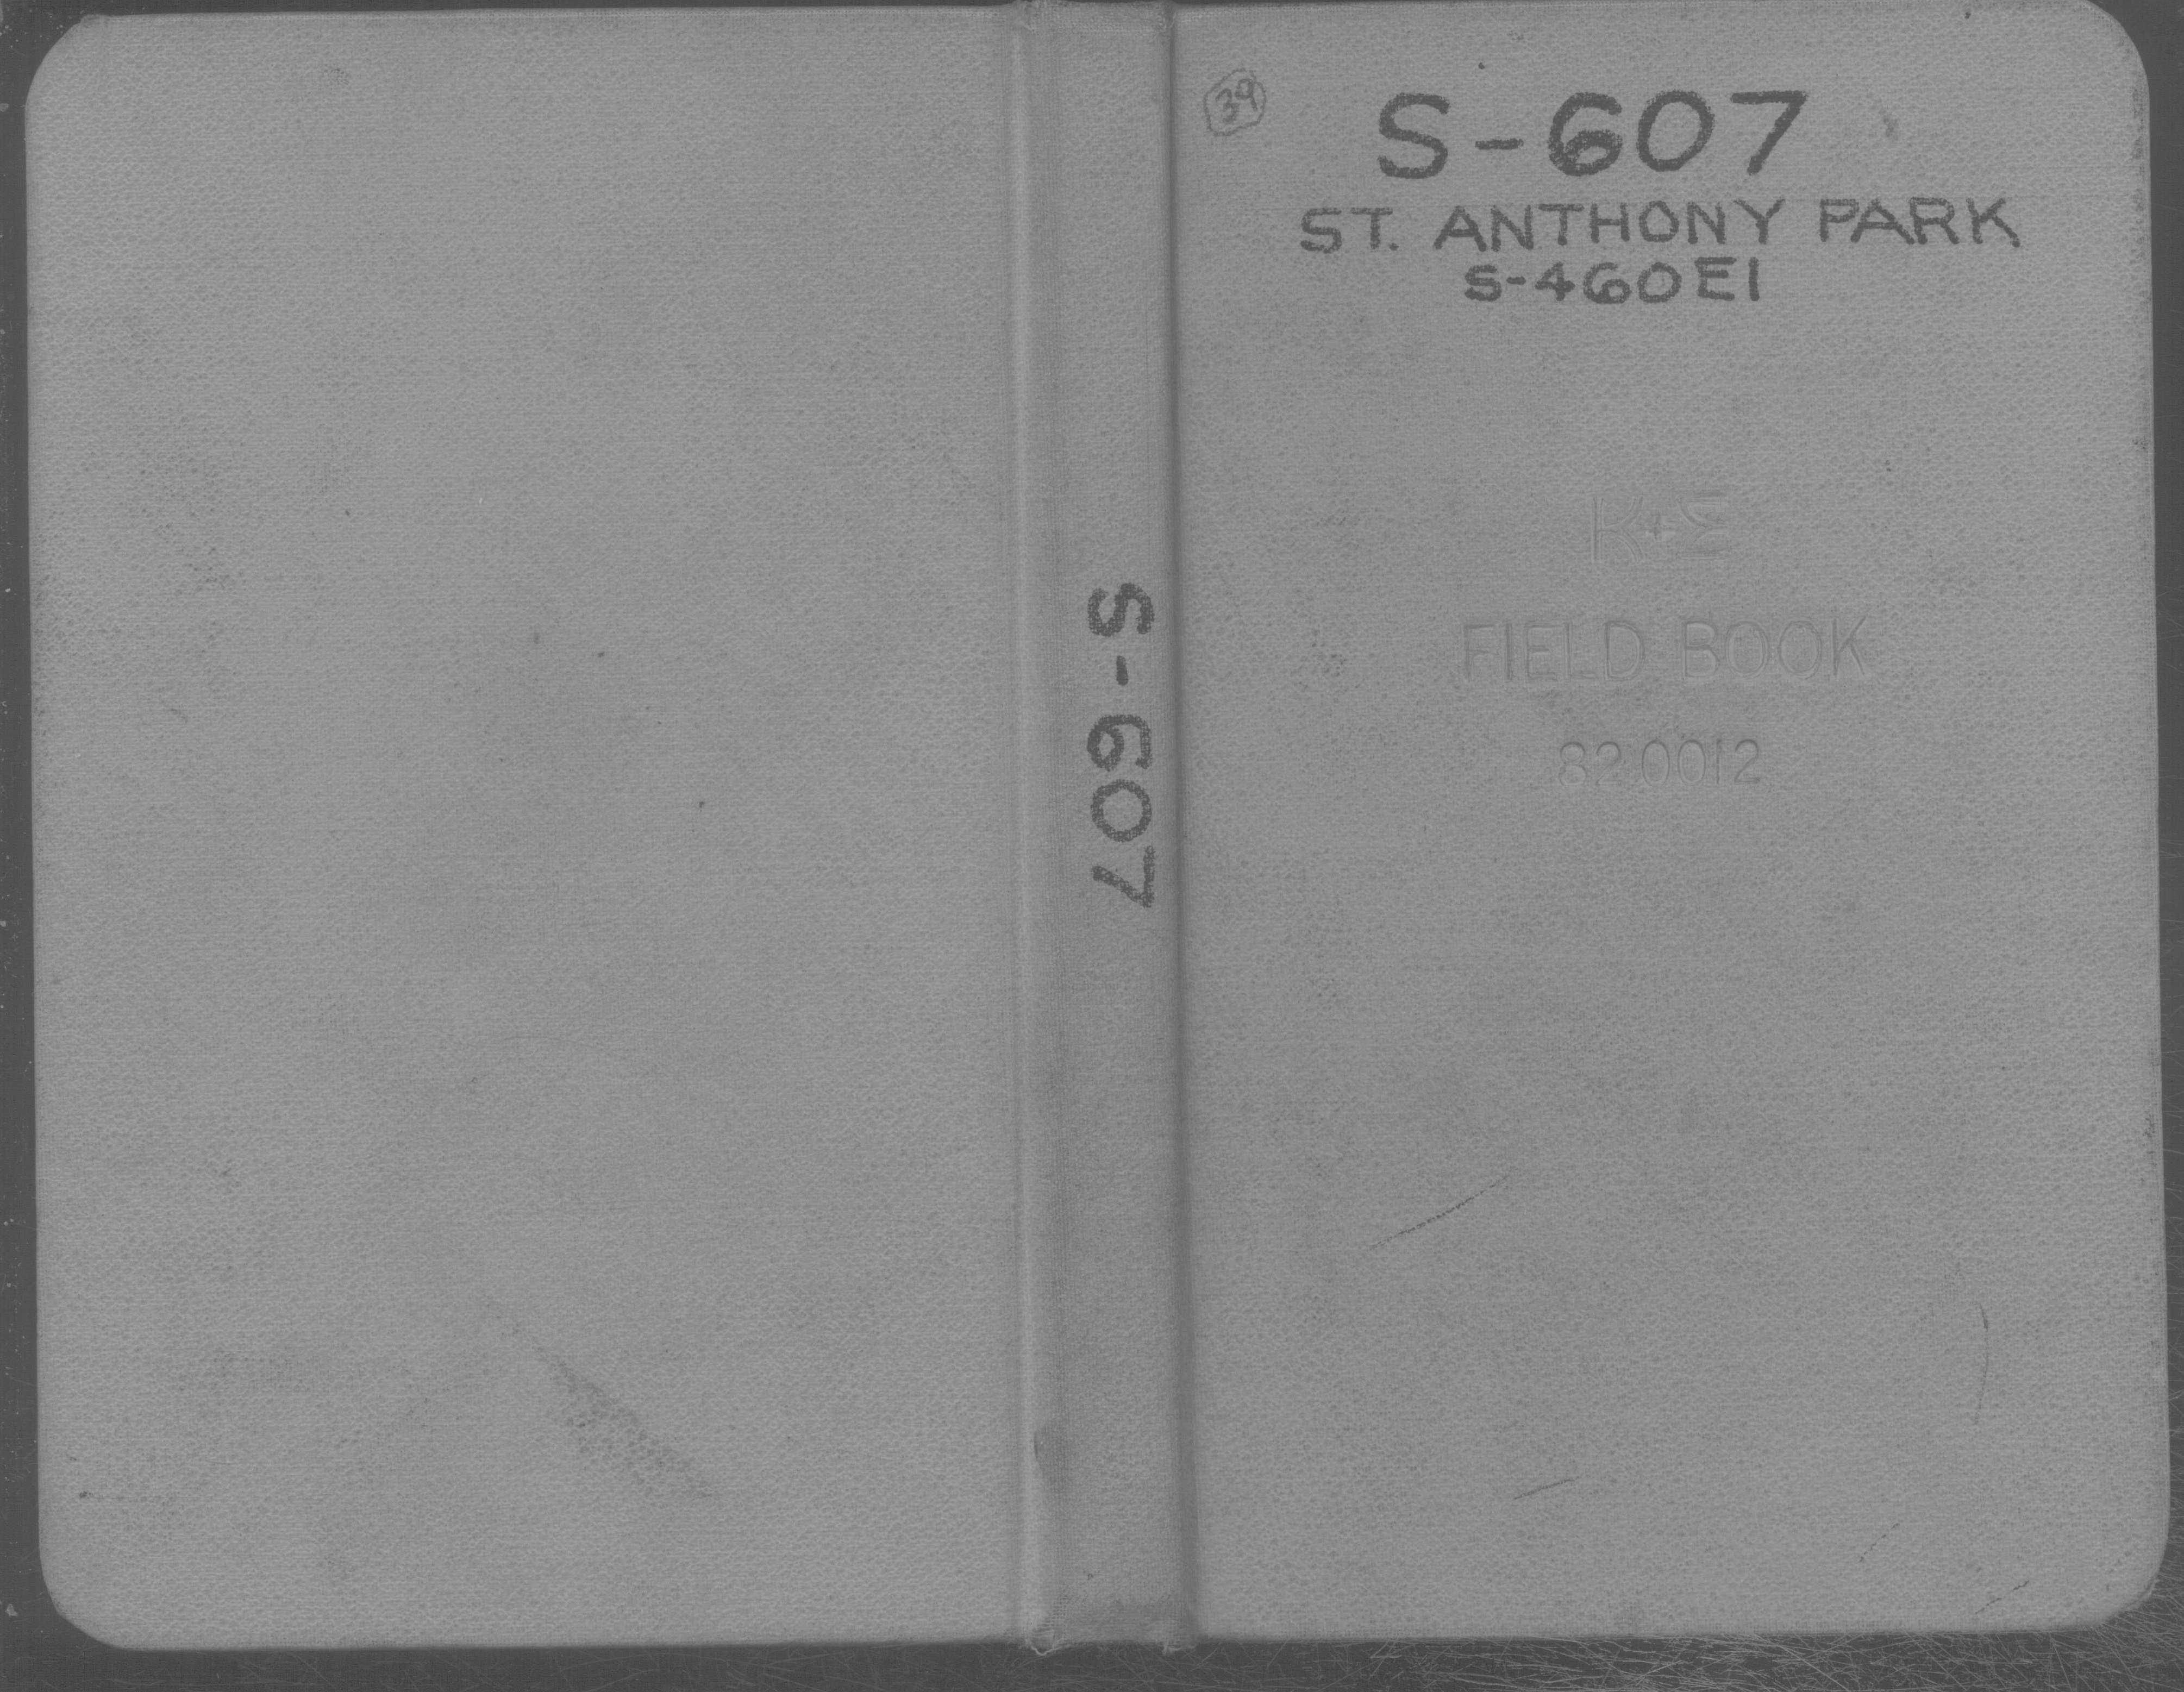 39
S-607
ST. ANTHONY PARK
S-460E1
K+E
FIELD BOOK
82 0012
S-607